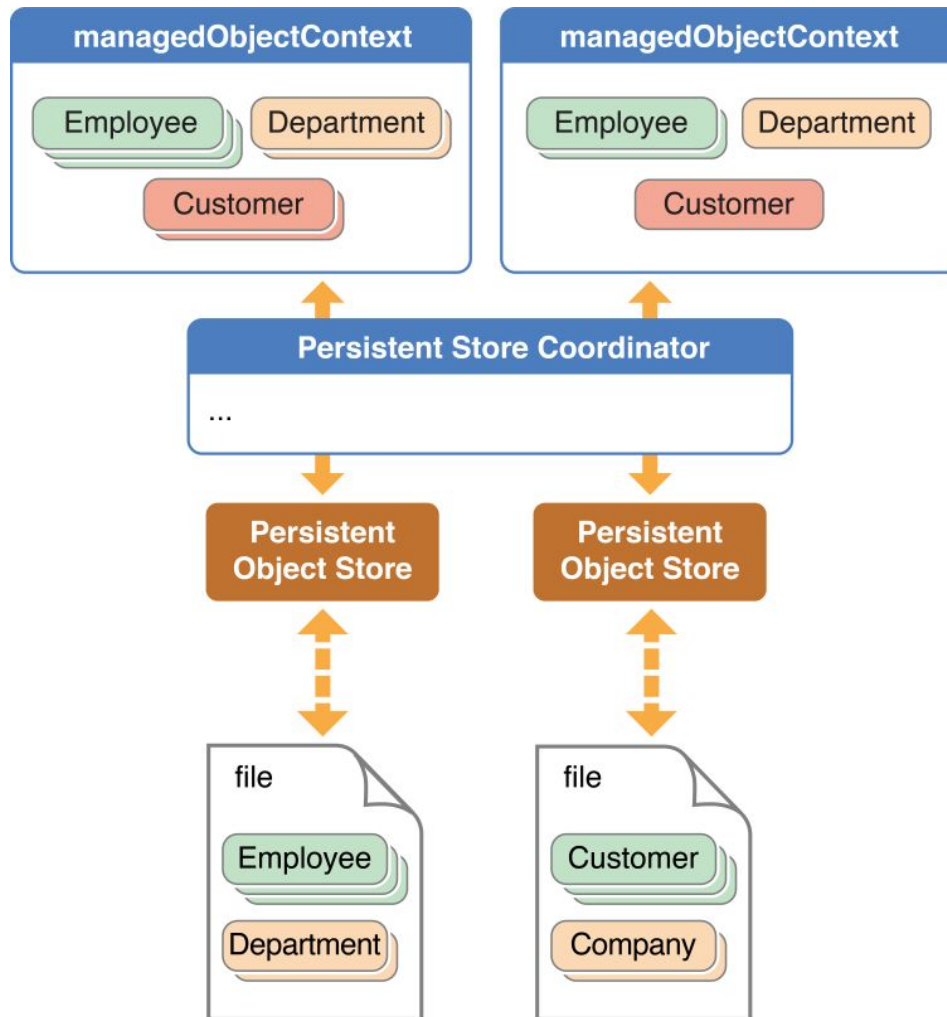 managedObjectContext
managedObjectContext
Employee
Department
Employee
Department
Customer
Customer
Persistent Store Coordinator
...
Persistent
Object Store
Persistent
Object Store
file
file
Employee
Customer
Department
Company